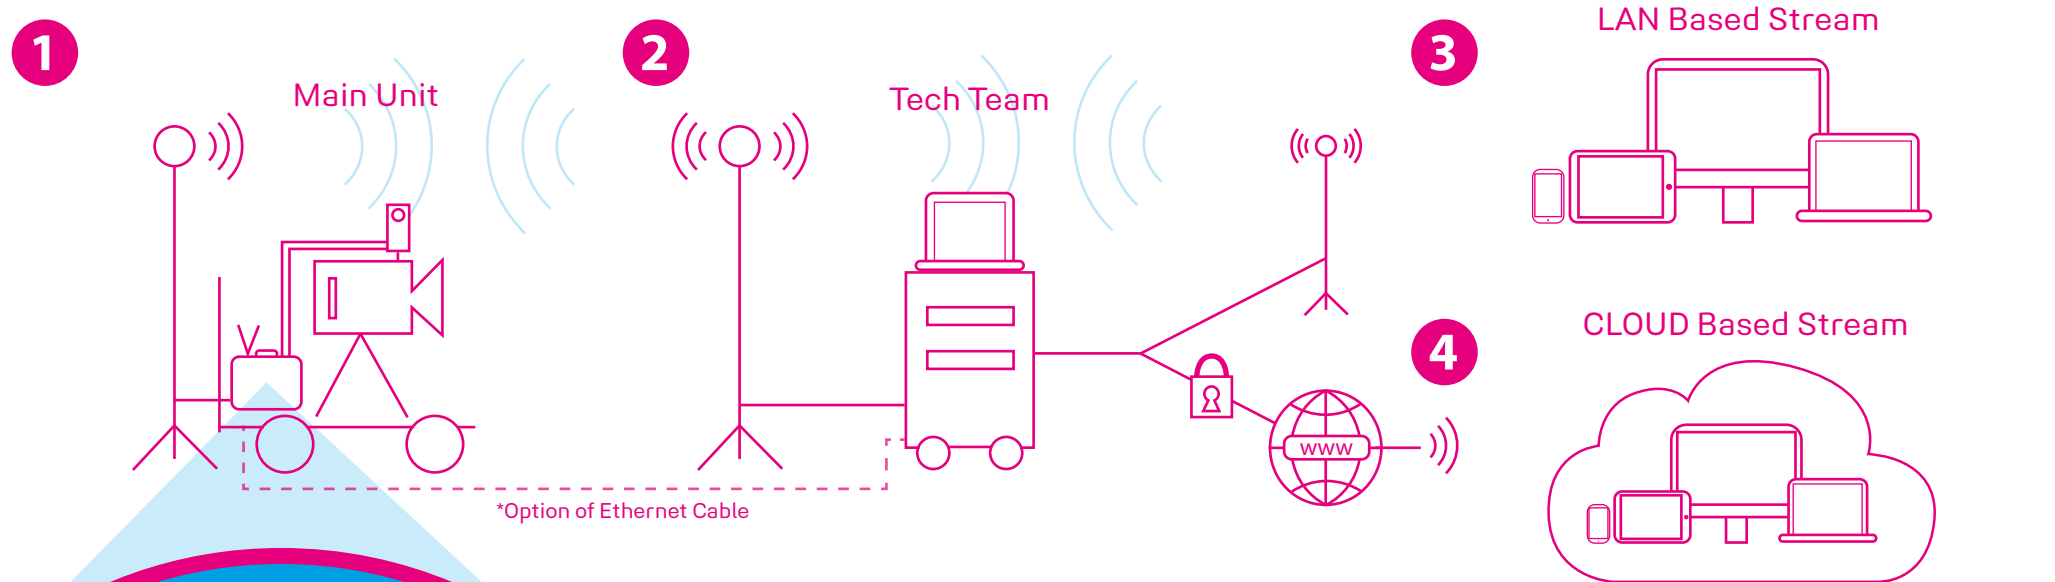 1
Main Unit
2
Tech Team
*Option of Ethernet Cable
WWW
3
LAN Based Stream
4
CLOUD Based Stream